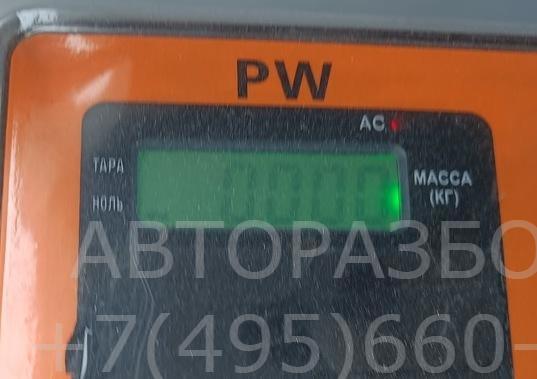 PW
AC
ТАРА
НОЛЬ
МАССА
(КГ)
АВТОРАЗБО
+7(495)660-